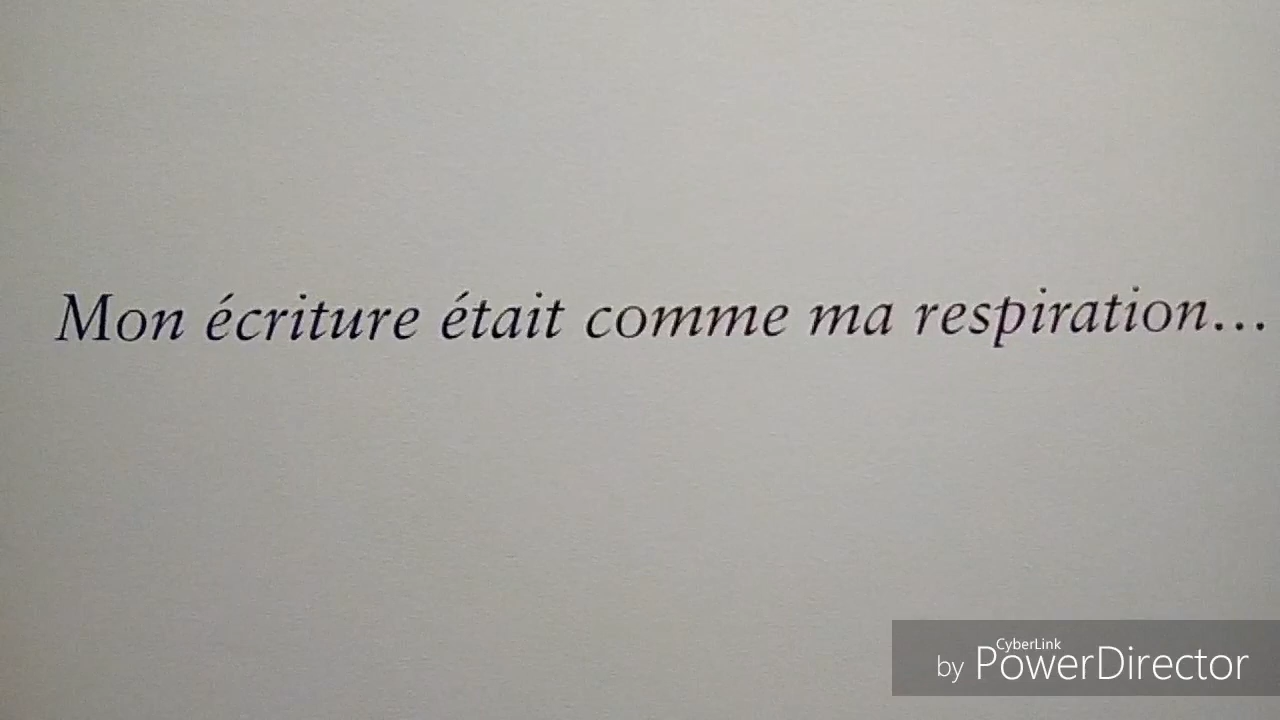 Mon écriture était comme ma respiration...
CyberLink
by PowerDirector